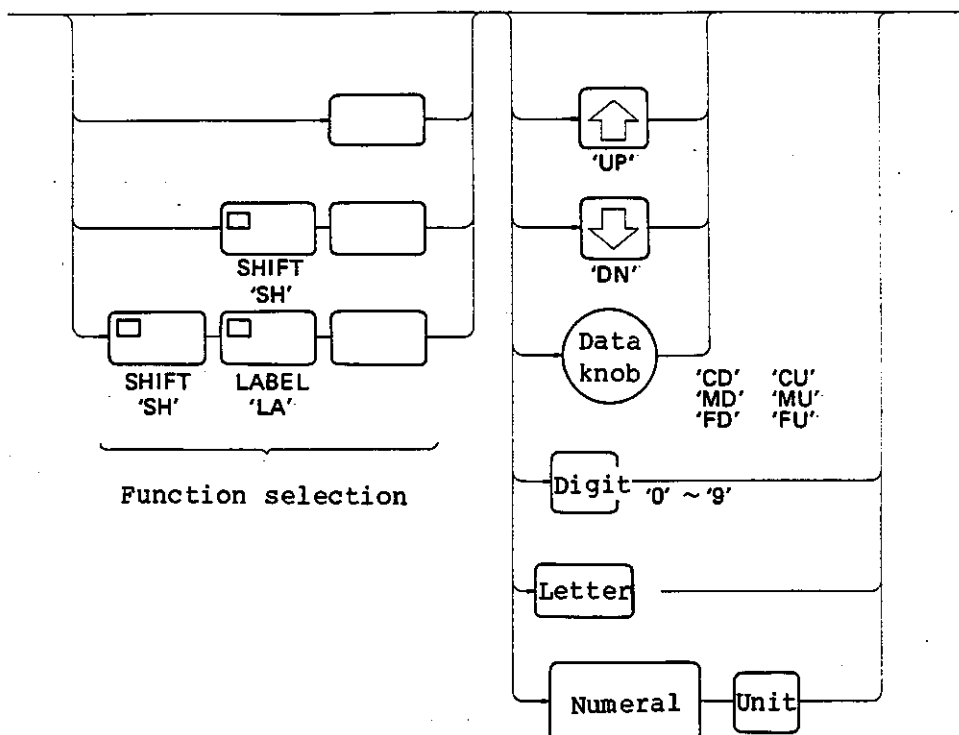 SHIFT
'SH'
SHIFT
'SH'
LABEL
'LA'
Function selection
'UP'
'DN'
Data
knob
'CD' 'CU'
'MD' 'MU'
'FD' 'FU'
Digit '0' ~ '9'
Letter
Numeral Unit